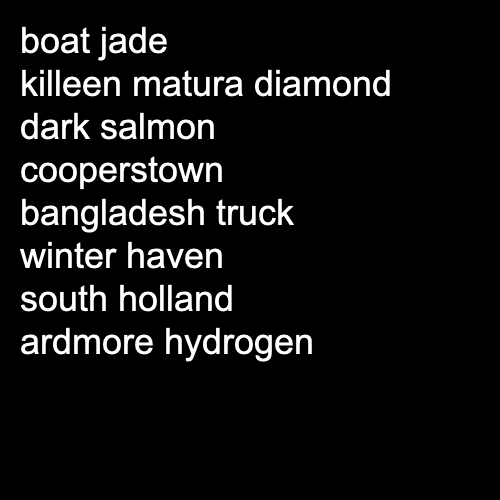 boat jade
killeen matura diamond
dark salmon
cooperstown
bangladesh truck
winter haven
south holland
ardmore hydrogen